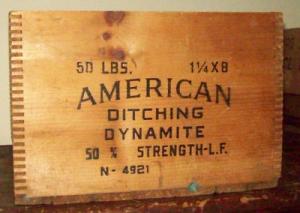 50 LBS. 1¼X8
AMERICAN
DITCHING
DYNAMITE
50 % STRENGTH-L.F.
N-4921